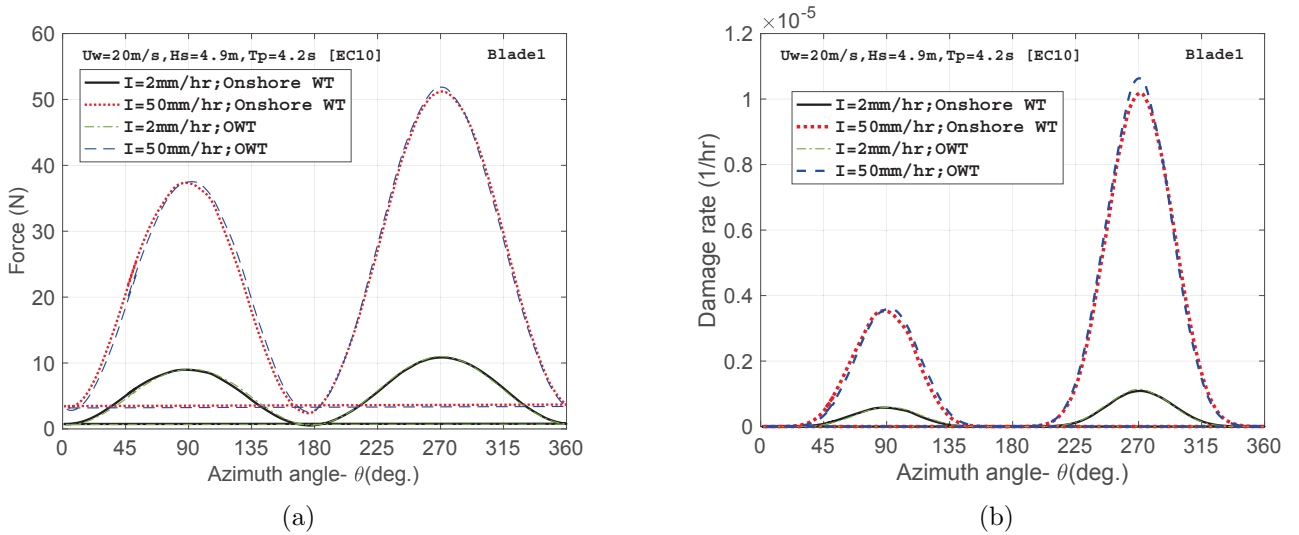 60
50
40
30
20
10
0
Force (N)
Uw=20m/s,Hs=4.9m,Tp=4.2s [EC10] Blade1
I=2mm/hr;Onshore WT
I=50mm/hr;Onshore WT
I=2mm/hr;OWT
I=50mm/hr;OWT
0 45 90 135 180 225 270 315 360
Azimuth angle- θ(deg.)
(a)
×10⁻⁵
1.2
1
0.8
0.6
0.4
0.2
0
Damage rate (1/hr)
Uw=20m/s,Hs=4.9m,Tp=4.2s [EC10] Blade1
I=2mm/hr;Onshore WT
I=50mm/hr;Onshore WT
I=2mm/hr;OWT
I=50mm/hr;OWT
0 45 90 135 180 225 270 315 360
Azimuth angle- θ(deg.)
(b)